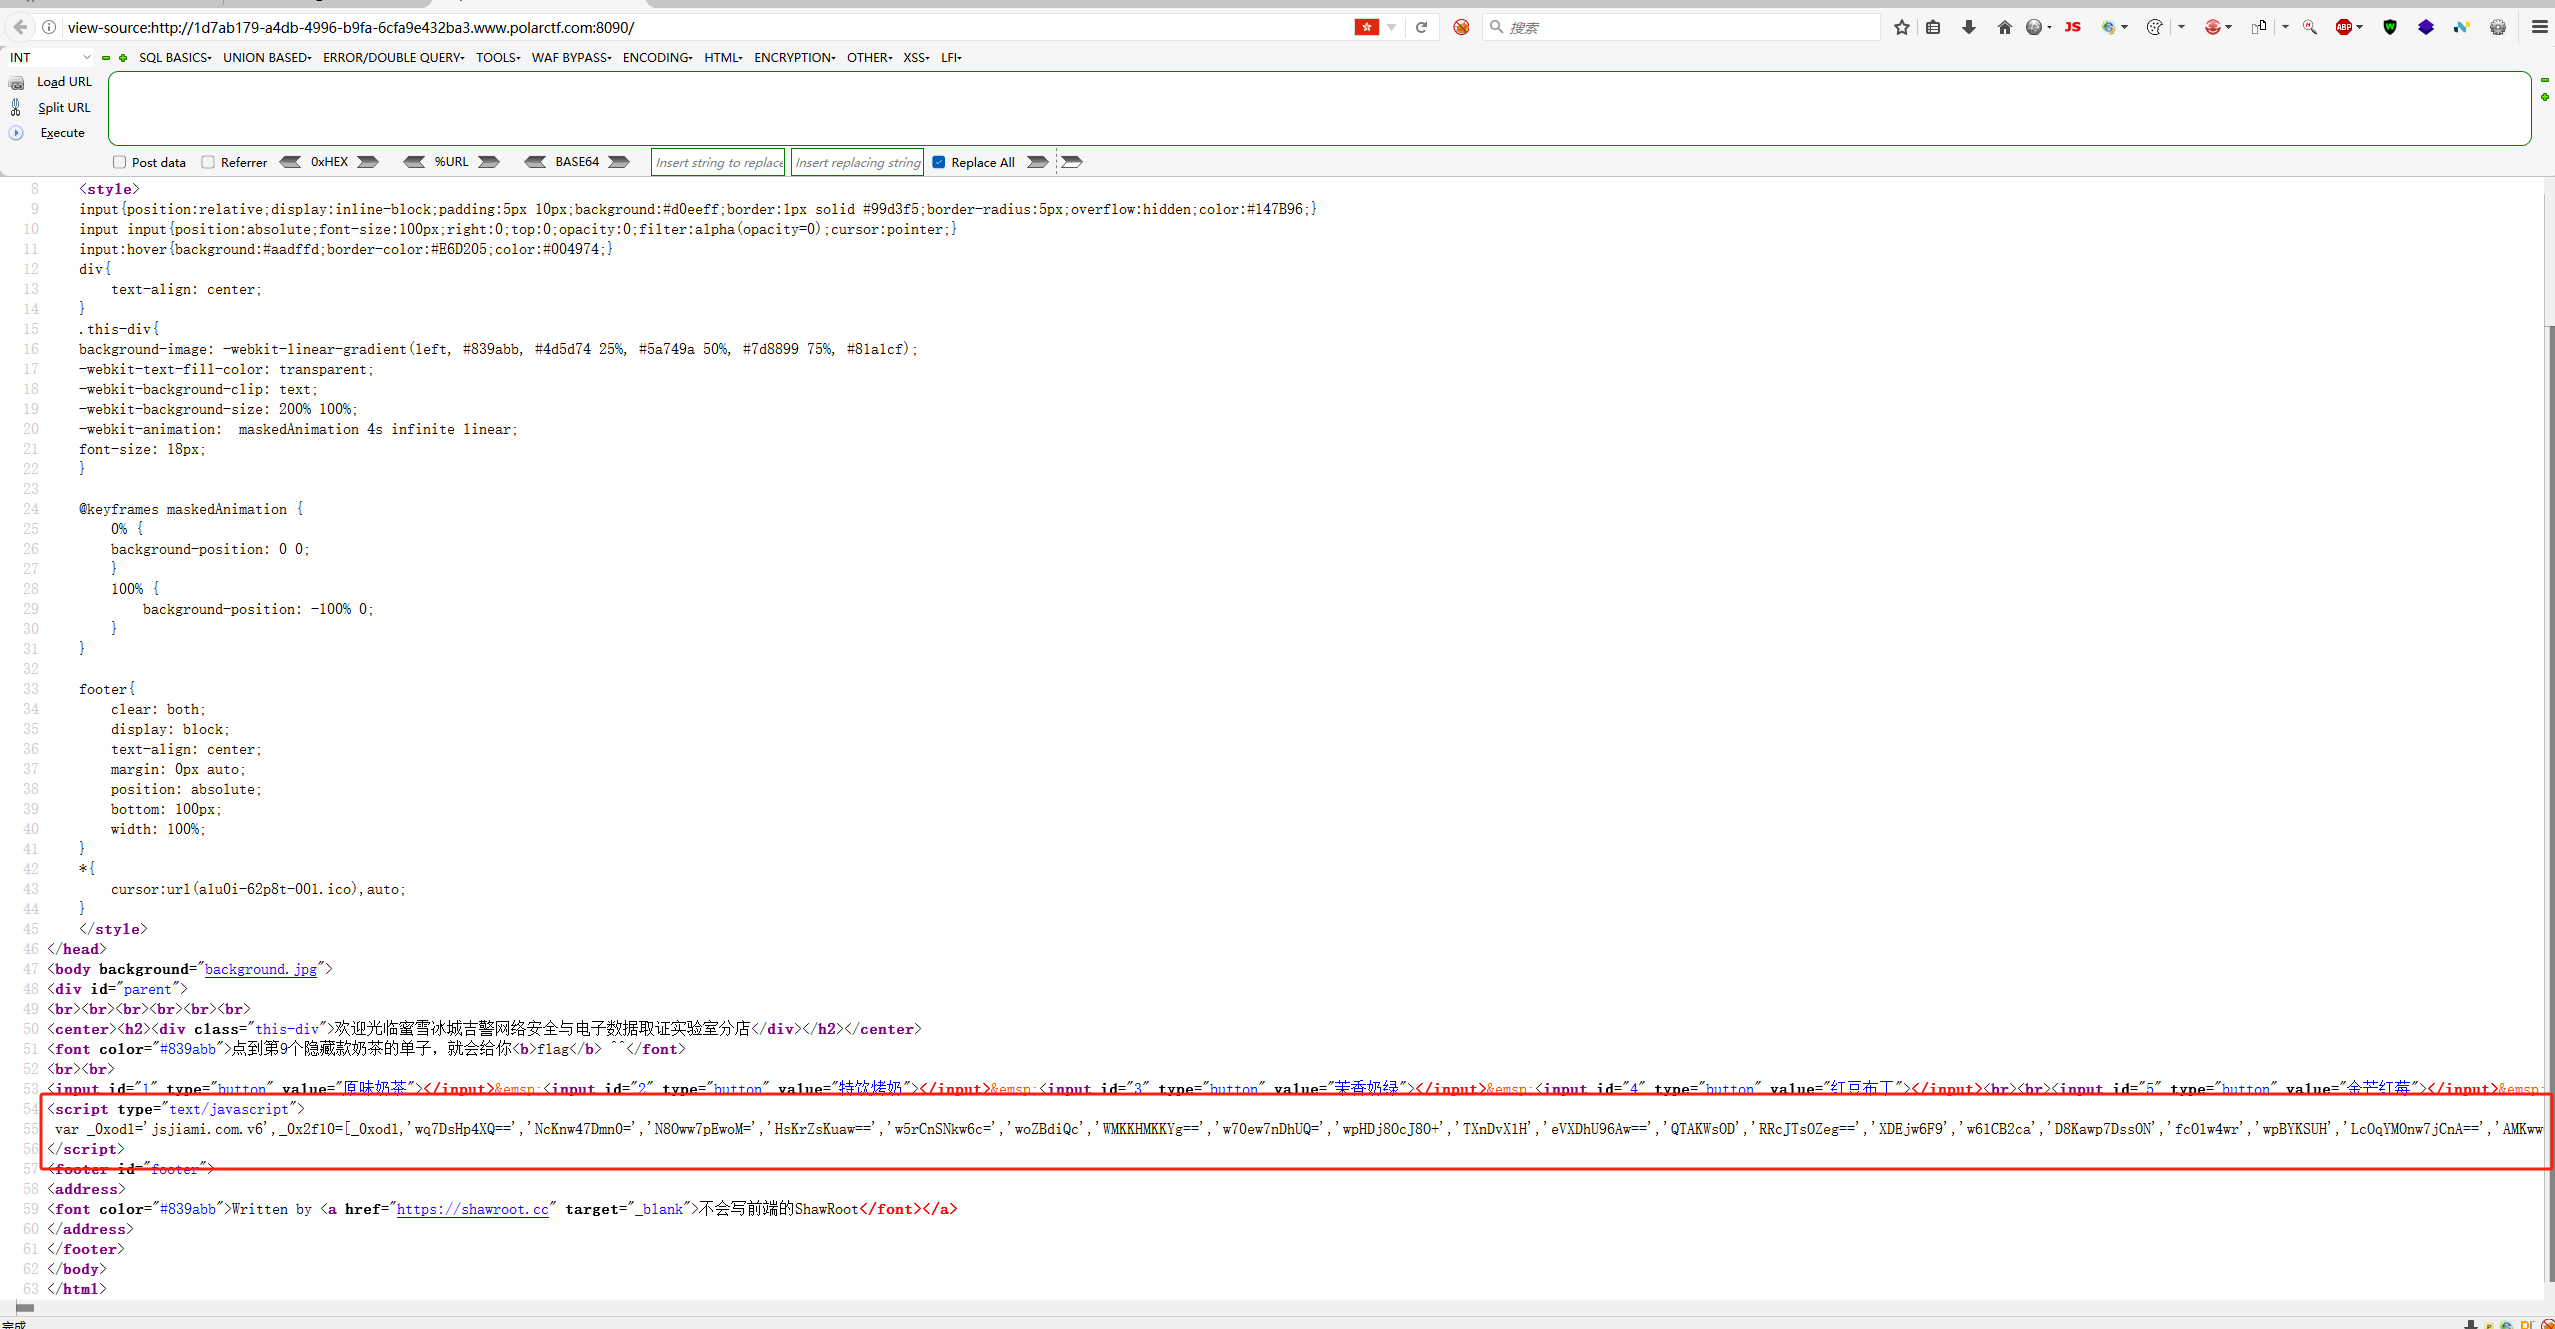 view-source:http://1d7ab179-a4db-4996-b9fa-6cfa9e432ba3.www.polarctf.com:8090/
搜索
JS
ABP
INT
SQL BASICS▾ UNION BASED▾ ERROR/DOUBLE QUERY▾ TOOLS▾ WAF BYPASS▾ ENCODING▾ HTML▾ ENCRYPTION▾ OTHER▾ XSS▾ LFI▾
Load URL
Split URL
Execute
Post data Referrer 0xHEX %URL BASE64 Insert string to replace Insert replacing string Replace All
8 <style>
9 input{position:relative;display:inline-block;padding:5px 10px;background:#d0eeff;border:1px solid #99d3f5;border-radius:5px;overflow:hidden;color:#147B96;}
10 input input{position:absolute;font-size:100px;right:0;top:0;opacity:0;filter:alpha(opacity=0);cursor:pointer;}
11 input:hover{background:#aadffd;border-color:#E6D205;color:#004974;}
12 div{
13 text-align: center;
14 }
15 .this-div{
16 background-image: -webkit-linear-gradient(left, #839abb, #4d5d74 25%, #5a749a 50%, #7d8899 75%, #81a1cf);
17 -webkit-text-fill-color: transparent;
18 -webkit-background-clip: text;
19 -webkit-background-size: 200% 100%;
20 -webkit-animation:  maskedAnimation 4s infinite linear;
21 font-size: 18px;
22 }
23
24 @keyframes maskedAnimation {
25 0% {
26 background-position: 0 0;
27 }
28 100% {
29 background-position: -100% 0;
30 }
31 }
32
33 footer{
34 clear: both;
35 display: block;
36 text-align: center;
37 margin: 0px auto;
38 position: absolute;
39 bottom: 100px;
40 width: 100%;
41 }
42 *{
43 cursor:url(a1u0i-62p8t-001.ico),auto;
44 }
45 </style>
46 </head>
47 <body background="background.jpg">
48 <div id="parent">
49 <br><br><br><br><br><br>
50 <center><h2><div class="this-div">欢迎光临蜜雪冰城吉警网络安全与电子数据取证实验室分店</div></h2></center>
51 <font color="#839abb">点到第9个隐藏款奶茶的单子，就会给你<b>flag</b> ^^</font>
52 <br><br>
53 <input id="1" type="button" value="原味奶茶"></input>&emsp;<input id="2" type="button" value="特饮烤奶"></input>&emsp;<input id="3" type="button" value="茉香奶绿"></input>&emsp;<input id="4" type="button" value="红豆布丁"></input><br><br><input id="5" type="button" value="金芒红莓"></input>&emsp;
54 <script type="text/javascript">
55 var _0xod1='jsjiami.com.v6',_0x2f10=[_0xod1,'wq7DsHp4XQ==','NcKnw47Dmn0=','N8Oww7pEwoM=','HsKrZsKuaw==','w5rCnSNkw6c=','woZBdiQc','WMKKHMKKYg==','w70ew7nDhUQ=','wpHDj8OcJ8O+','TXnDvX1H','eVXDhU96Aw==','QTAKWsOD','RRcJTsOZeg==','XDEjw6F9','w61CB2ca','D8Kawp7DssON','fcO1w4wr','wpBYKSUH','LcOqYMOnw7jCnA==','AMKww
56 </script>
57 <footer id="footer">
58 <address>
59 <font color="#839abb">Written by <a href="https://shawroot.cc" target="_blank">不会写前端的ShawRoot</font></a>
60 </address>
61 </footer>
62 </body>
63 </html>
完成